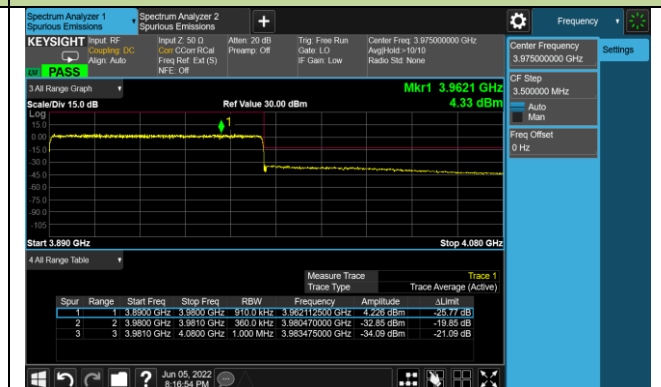 Spectrum Analyzer 1
Spurious Emissions
Spectrum Analyzer 2
Spurious Emissions
+
Frequency
KEYSIGHT
Input: RF
Coupling: DC
Align: Auto
Input Z: 50 Ω
Corr CCorr RCal
Freq Ref: Ext (S)
NFE: Off
Atten: 20 dB
Preamp: Off
Trig: Free Run
Gate: LO
IF Gain: Low
Center Freq: 3.975000000 GHz
Avg|Hold:>10/10
Radio Std: None
PASS
Center Frequency
3.975000000 GHz
Settings
CF Step
3.500000 MHz
Auto
Man
Freq Offset
0 Hz
3 All Range Graph
Mkr1 3.9621 GHz
Scale/Div 15.0 dB
Ref Value 30.00 dBm
4.33 dBm
Log
15.0
0.00
-15.0
-30.0
-45.0
-60.0
-75.0
-90.0
-105
1
Start 3.890 GHz
Stop 4.080 GHz
4 All Range Table
Measure Trace Trace 1
Trace Type Trace Average (Active)
Spur Range Start Freq Stop Freq RBW Frequency Amplitude ΔLimit
1 1 3.8900 GHz 3.9800 GHz 910.0 kHz 3.962112500 GHz 4.226 dBm -25.77 dB
2 2 3.9800 GHz 3.9810 GHz 360.0 kHz 3.980470000 GHz -32.85 dBm -19.85 dB
3 3 3.9810 GHz 4.0800 GHz 1.000 MHz 3.983475000 GHz -34.09 dBm -21.09 dB
?
Jun 05, 2022
8:16:54 PM